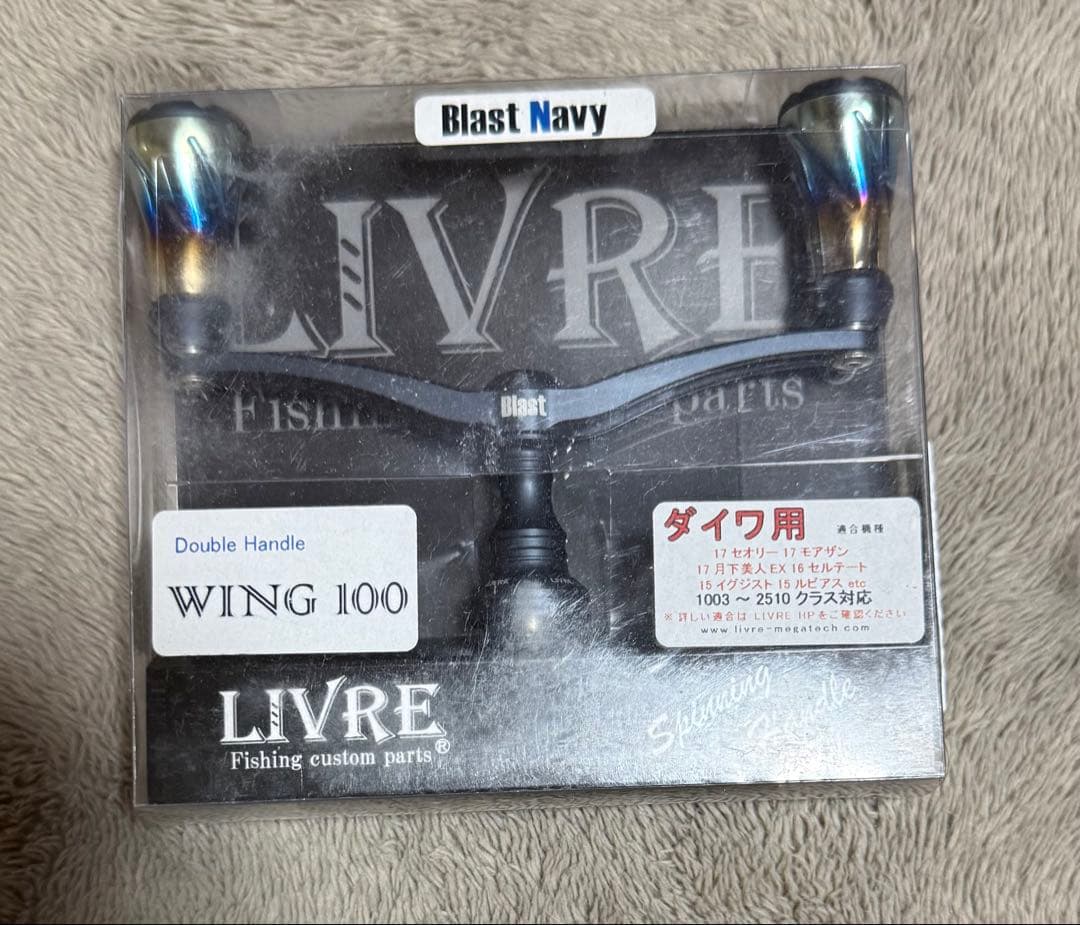 Blast Navy
LIVRE
Fishing parts
Blast
Double Handle
WING 100
ダイワ用 適合機種
17 セオリー 17 モアザン
17 月下美人 EX 16 セルテート
15 イグジスト 15 ルビアス etc
1003 ～ 2510 クラス対応
※ 詳しい適合は LIVRE HP をご確認ください
www.livre-megatech.com
LIVRE
Fishing custom parts®
Spinning
Handle